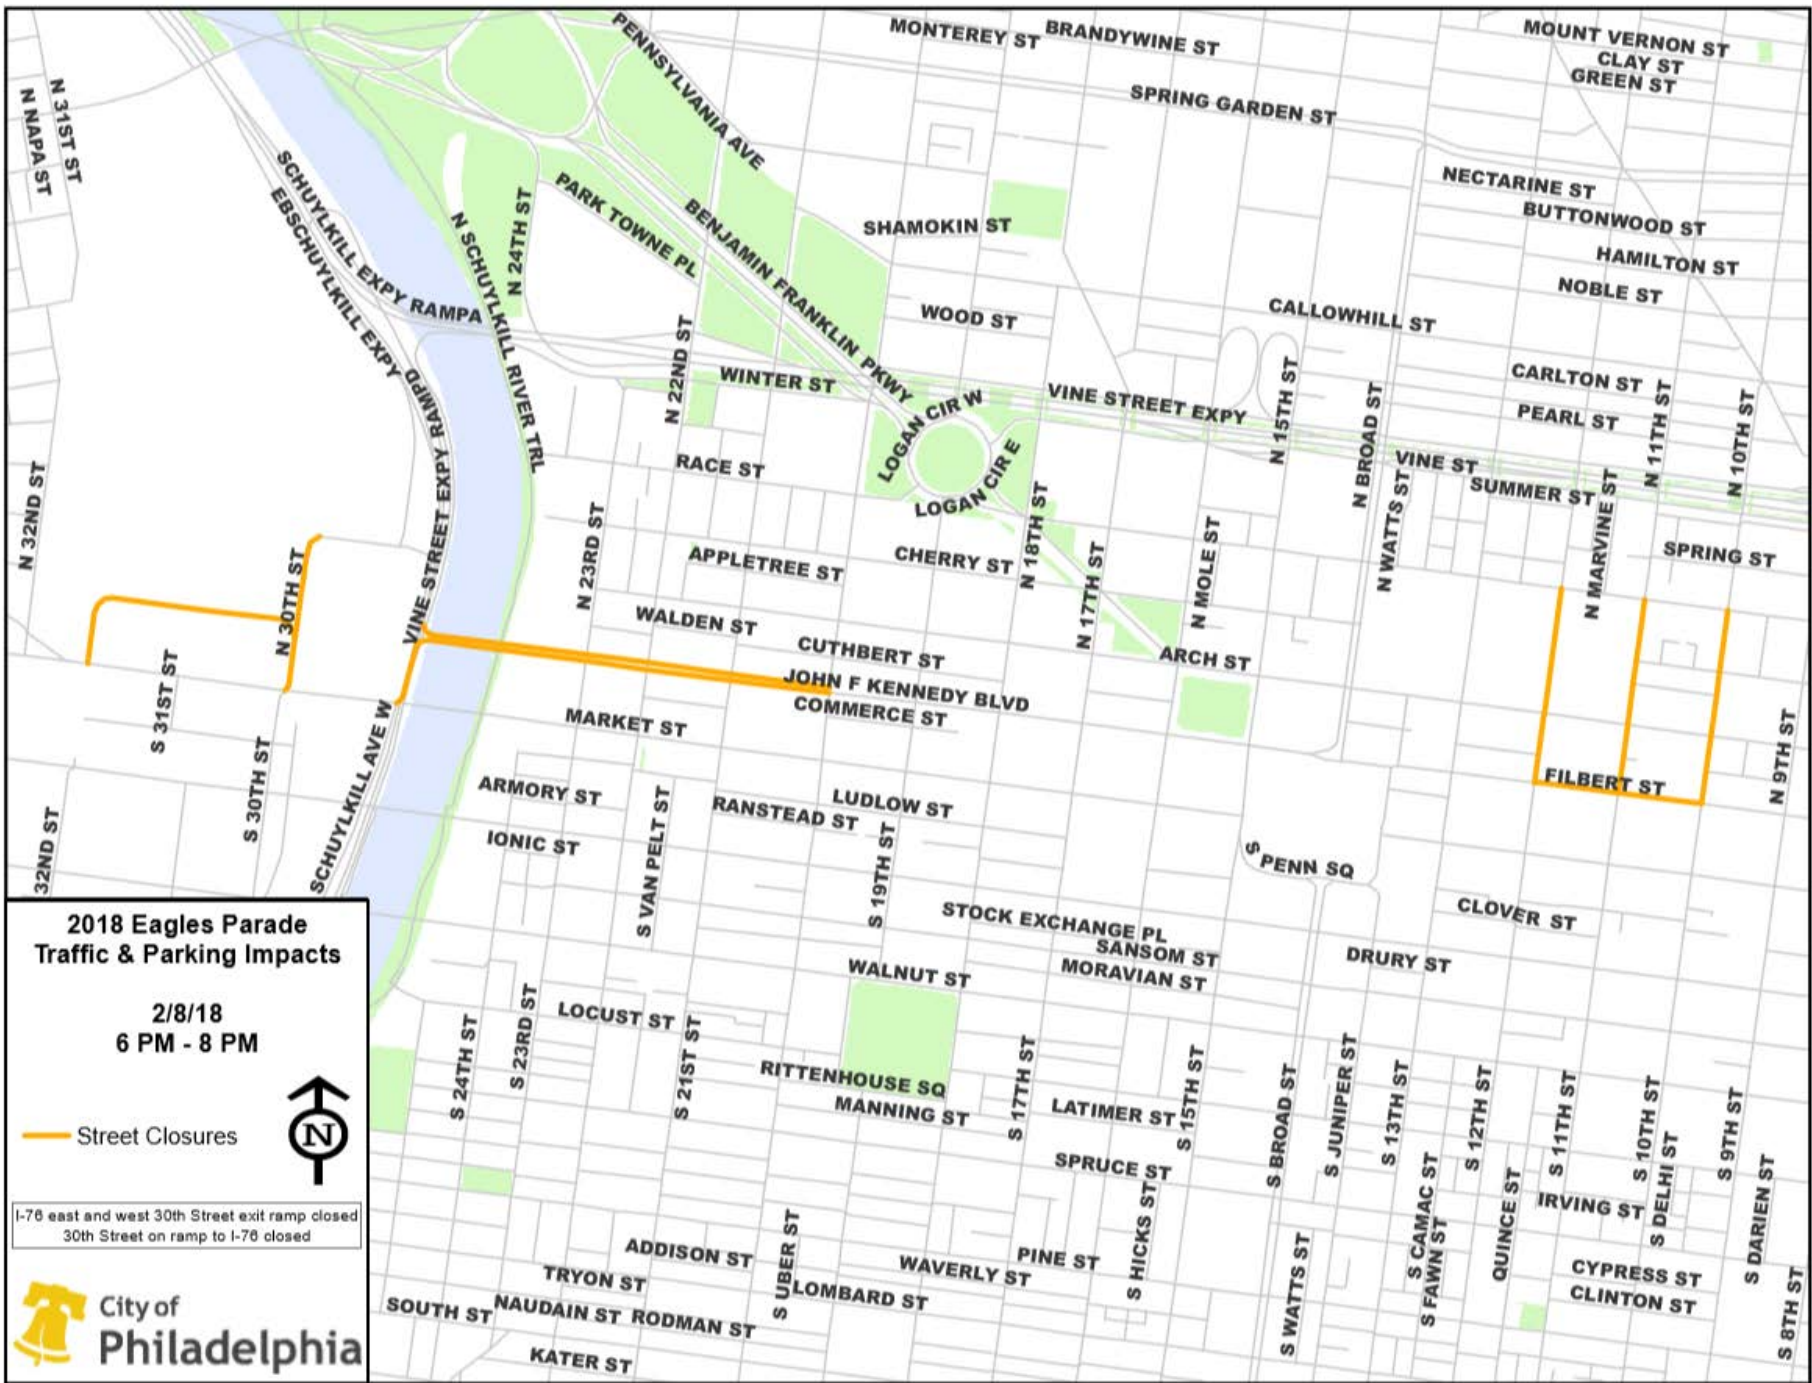 MONTEREY ST
BRANDYWINE ST
MOUNT VERNON ST
CLAY ST
GREEN ST
PENNSYLVANIA AVE
SPRING GARDEN ST
N 31ST ST
N NAPA ST
NECTARINE ST
BUTTONWOOD ST
HAMILTON ST
NOBLE ST
SCHUYLKILL EXPY RAMPA
EBSCHUYLKILL EXPY
N SCHUYLKILL RIVER TRL
N 24TH ST
PARK TOWNE PL
BENJAMIN FRANKLIN PKWY
SHAMOKIN ST
WOOD ST
CALLOWHILL ST
CARLTON ST
PEARL ST
N 22ND ST
WINTER ST
LOGAN CIR W
LOGAN CIR E
VINE STREET EXPY
N 15TH ST
N BROAD ST
N 11TH ST
N 10TH ST
VINE ST
SUMMER ST
N WATTS ST
N MARVINE ST
SPRING ST
RACE ST
N 32ND ST
VINE STREET EXPY RAMPD
N 23RD ST
APPLETREE ST
CHERRY ST
N 18TH ST
N 17TH ST
N MOLE ST
N 30TH ST
WALDEN ST
CUTHBERT ST
ARCH ST
JOHN F KENNEDY BLVD
COMMERCE ST
S 31ST ST
MARKET ST
SCHUYLKILL AVE W
S 30TH ST
FILBERT ST
N 9TH ST
ARMORY ST
IONIC ST
S VAN PELT ST
RANSTEAD ST
LUDLOW ST
S 19TH ST
32ND ST
S PENN SQ
STOCK EXCHANGE PL
SANSOM ST
MORAVIAN ST
CLOVER ST
DRURY ST
WALNUT ST
LOCUST ST
S 24TH ST
S 23RD ST
S 21ST ST
RITTENHOUSE SQ
MANNING ST
S 17TH ST
LATIMER ST
S 15TH ST
S BROAD ST
S JUNIPER ST
S 13TH ST
S 12TH ST
S 11TH ST
S 10TH ST
S DELHI ST
S 9TH ST
SPRUCE ST
S HICKS ST
S CAMAC ST
S FAWN ST
QUINCE ST
IRVING ST
S DARIEN ST
ADDISON ST
S UBER ST
WAVERLY ST
PINE ST
S WATTS ST
CYPRESS ST
CLINTON ST
TRYON ST
LOMBARD ST
SOUTH ST
NAUDAIN ST
RODMAN ST
KATER ST
S 8TH ST
2018 Eagles Parade
Traffic & Parking Impacts
2/8/18
6 PM - 8 PM
N
Street Closures
I-76 east and west 30th Street exit ramp closed
30th Street on ramp to I-76 closed
City of
Philadelphia